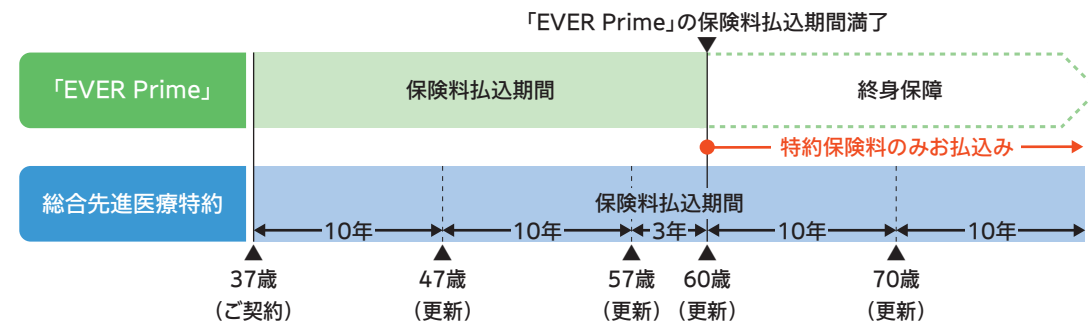 「EVER Prime」の保険料払込期間満了
「EVER Prime」
保険料払込期間
終身保障
特約保険料のみお払込み
総合先進医療特約
保険料払込期間
10年
10年
3年
10年
10年
37歳
(ご契約)
47歳
(更新)
57歳
(更新)
60歳
(更新)
70歳
(更新)